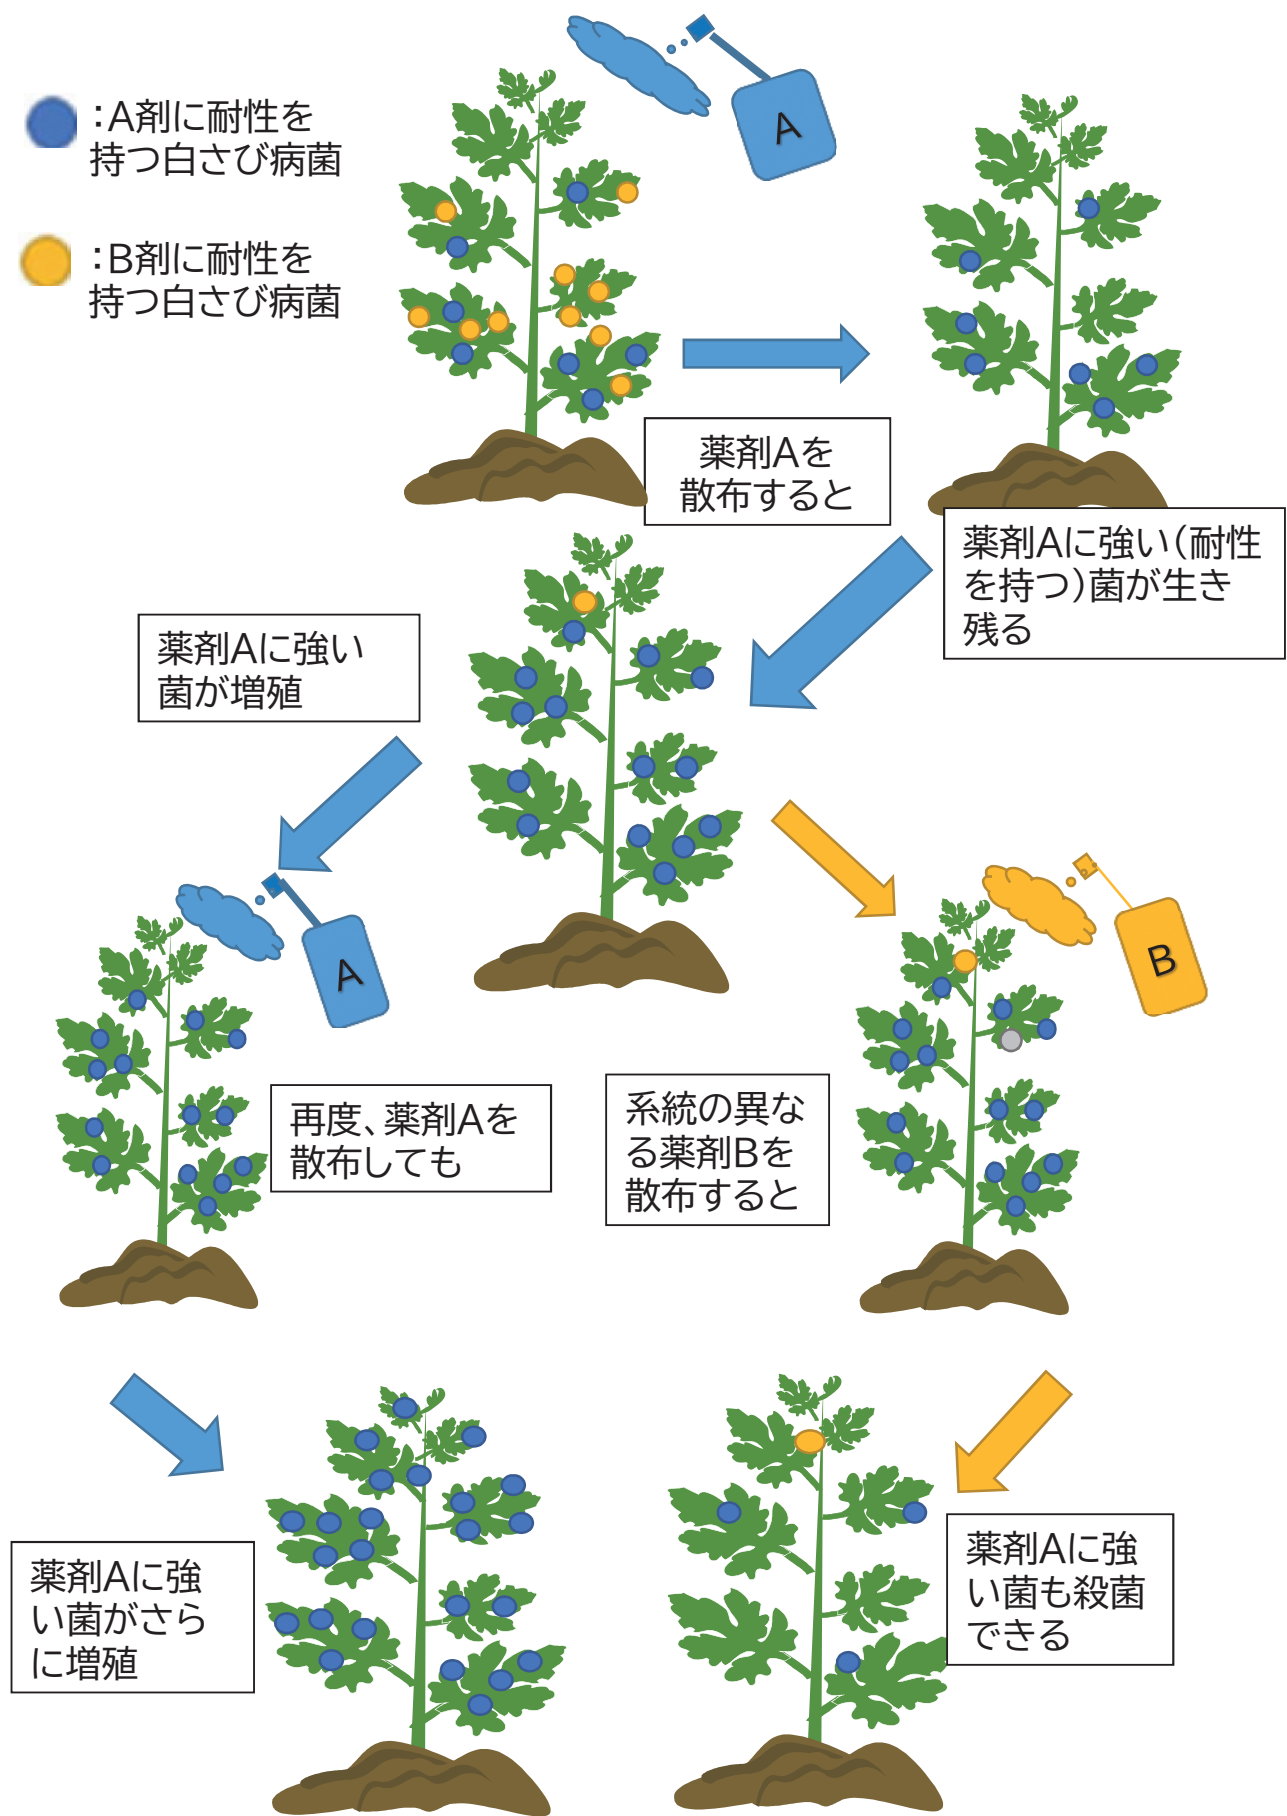 ：A剤に耐性を
持つ白さび病菌
：B剤に耐性を
持つ白さび病菌
A
薬剤Aを
散布すると
薬剤Aに強い（耐性
を持つ）菌が生き
残る
薬剤Aに強い
菌が増殖
A
B
再度、薬剤Aを
散布しても
系統の異な
る薬剤Bを
散布すると
薬剤Aに強
い菌がさら
に増殖
薬剤Aに強
い菌も殺菌
できる